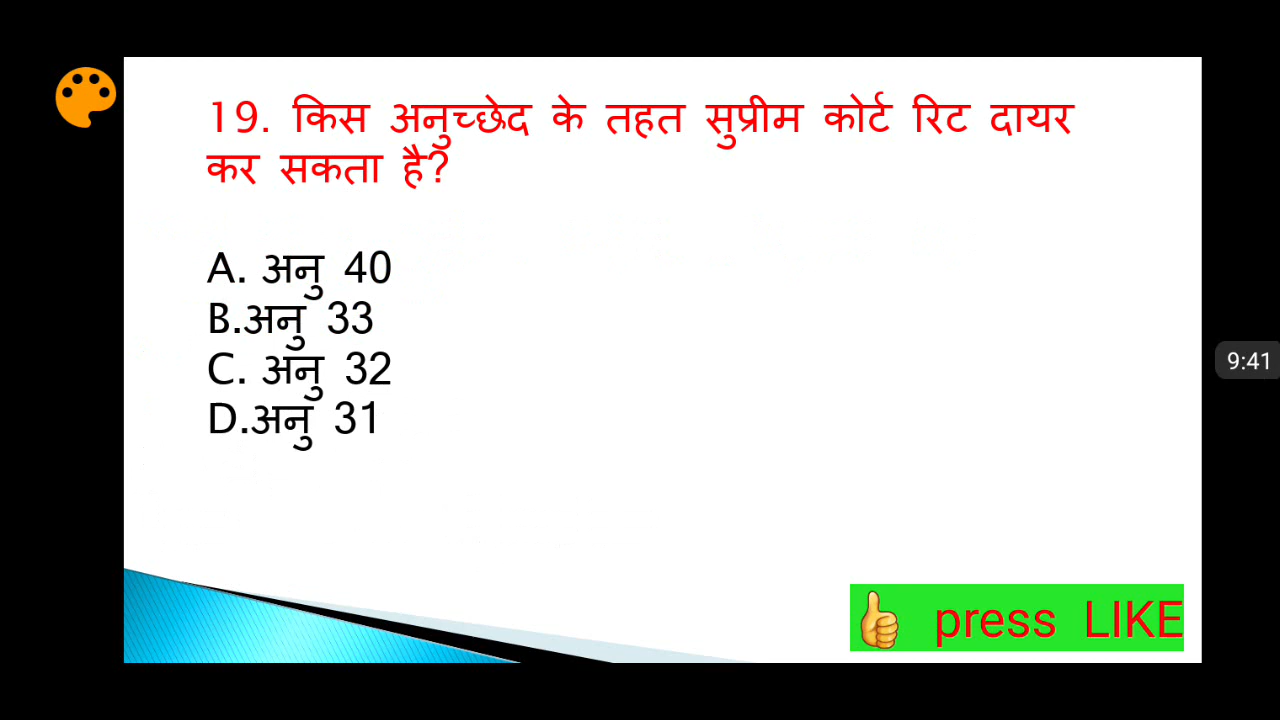 19. किस अनुच्छेद के तहत सुप्रीम कोर्ट रिट दायर
कर सकता है?
A. अनु 40
B.अनु 33
C. अनु 32
D.अनु 31
9:41
press LIKE